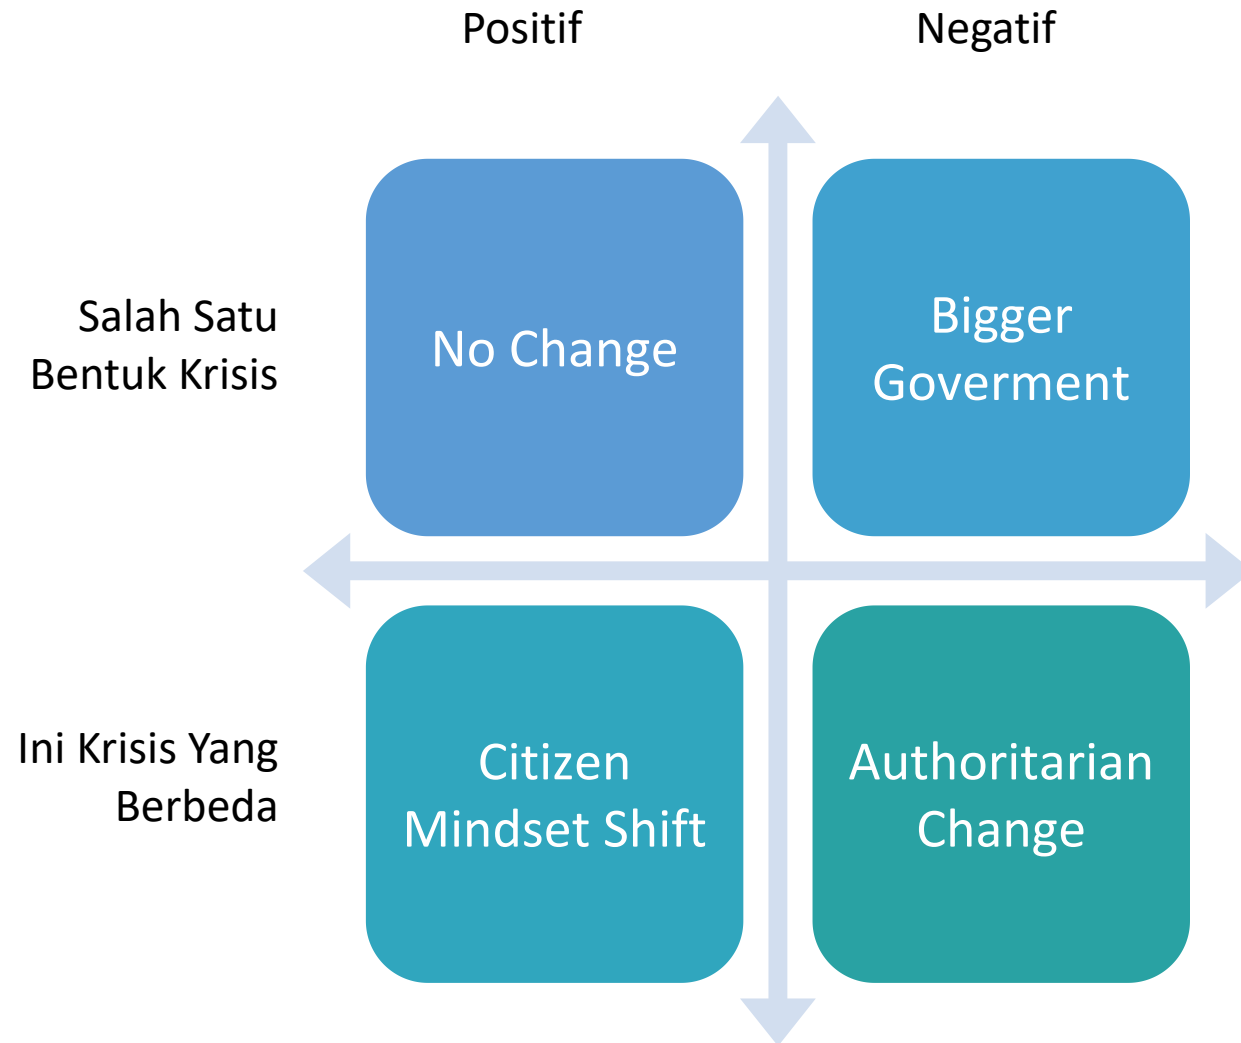 Positif
Negatif
Salah Satu
Bentuk Krisis
No Change
Bigger
Goverment
Ini Krisis Yang
Berbeda
Citizen
Mindset Shift
Authoritarian
Change